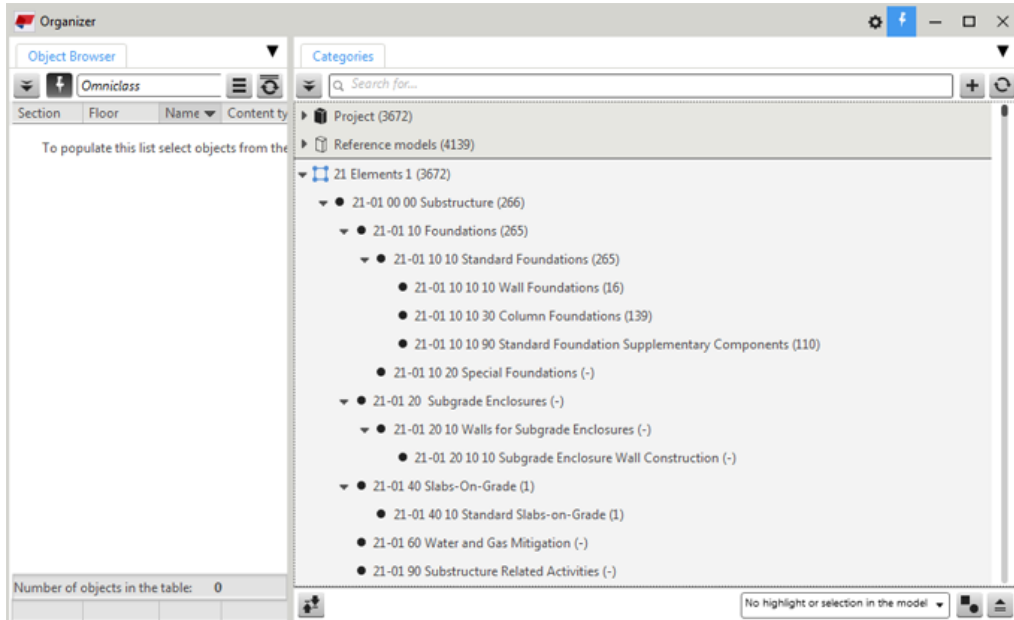 Organizer
Object Browser
Omniclass
Section Floor Name Content ty
To populate this list select objects from the
Number of objects in the table: 0
Categories
Search for...
Project (3672)
Reference models (4139)
21 Elements 1 (3672)
21-01 00 00 Substructure (266)
21-01 10 Foundations (265)
21-01 10 10 Standard Foundations (265)
21-01 10 10 10 Wall Foundations (16)
21-01 10 10 30 Column Foundations (139)
21-01 10 10 90 Standard Foundation Supplementary Components (110)
21-01 10 20 Special Foundations (-)
21-01 20 Subgrade Enclosures (-)
21-01 20 10 Walls for Subgrade Enclosures (-)
21-01 20 10 10 Subgrade Enclosure Wall Construction (-)
21-01 40 Slabs-On-Grade (1)
21-01 40 10 Standard Slabs-on-Grade (1)
21-01 60 Water and Gas Mitigation (-)
21-01 90 Substructure Related Activities (-)
No highlight or selection in the model